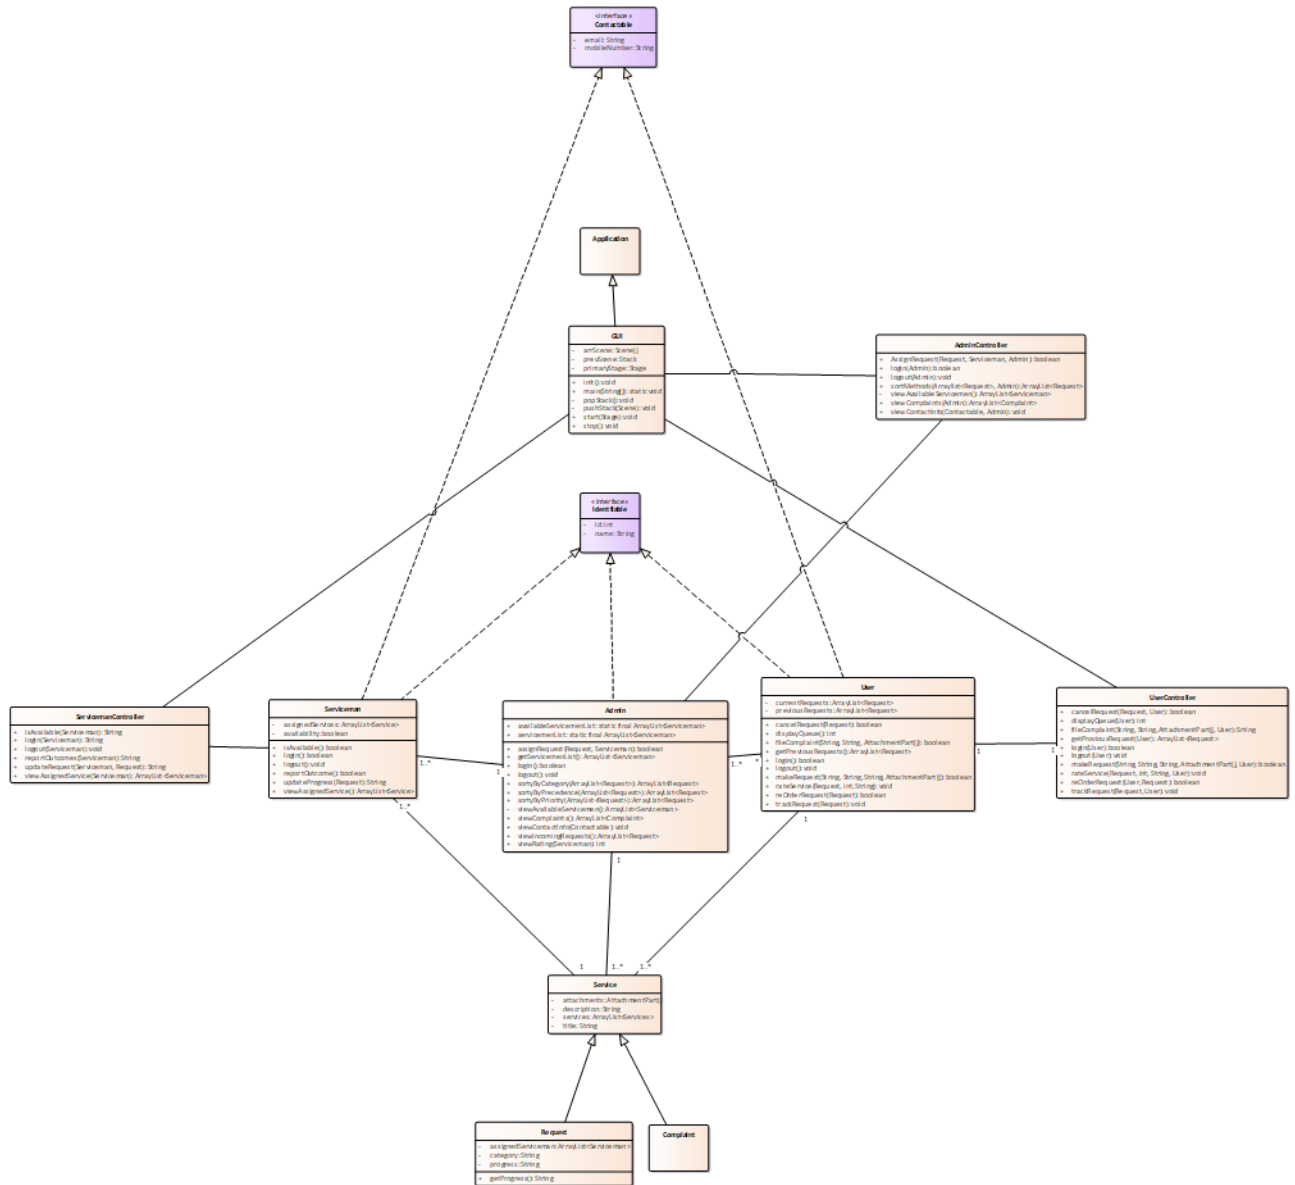 «interface»
Contactable
- email: String
- mobileNumber: String
Application
GUI
- arrScene: Scene[]
- prevScene: Stack
- primaryStage: Stage
+ init(): void
+ main(String[]): static void
- popStack(): void
- pushStack(Scene): void
+ start(Stage): void
+ stop(): void
AdminController
+ AssignRequest(Request, Serviceman, Admin): boolean
+ login(Admin): boolean
+ logout(Admin): void
+ sortMethods(Arraylist<Request>, Admin): ArrayList<Request>
- view AvailableServicemen(): ArrayList<Serviceman>
+ view Complaints(Admin): ArrayList<Complaint>
+ view ContactInfo(Contactable, Admin): void
«interface»
Identifiable
- id: int
- name: String
ServicemanController
+ isAvailable(Serviceman): String
+ login(Serviceman): String
+ logout(Serviceman): void
+ reportOutcomes(Serviceman): String
+ updateRequest(Serviceman, Request): String
+ view AssignedService(Serviceman): ArrayList<Serviceman>
Serviceman
- assignedService: ArrayList<Service>
- availability: boolean
+ isAvailable(): boolean
+ login(): boolean
+ logout(): void
+ reportOutcome(): boolean
+ updateProgress(Request): String
+ viewAssignedService(): ArrayList<Service>
Admin
+ availableServicemenList: static final ArrayList<Serviceman>
- servicemenList: static final ArrayList<Serviceman>
+ assignRequest(Request, Serviceman): boolean
+ getServicemenList(): ArrayList<Serviceman>
+ login(): boolean
+ logout(): void
+ sortyByCategory(ArrayList<Request>): ArrayList<Request>
+ sortyByPrecedence(ArrayList<Request>): ArrayList<Request>
+ sortyByPriority(ArrayList<Request>): ArrayList<Request>
- viewAvailableServicemen(): ArrayList<Serviceman>
+ viewComplaints(): ArrayList<Complaint>
+ viewContactInfo(Contactable): void
+ viewIncomingRequests(): ArrayList<Request>
+ viewRating(Serviceman): int
User
- currentRequests: ArrayList<Request>
- previousRequests: ArrayList<Request>
+ cancelRequest(Request): boolean
+ displayQueue(): int
+ fileComplaint(String, String, AttachmentPart[]): boolean
+ getPreviousRequests(): ArrayList<Request>
+ login(): boolean
+ logout(): void
+ makeRequest(String, String, String, AttachmentPart[]): boolean
+ rateService(Request, int, String): void
+ reOrderRequest(Request): boolean
+ trackRequest(Request): void
UserController
+ cancelRequest(Request, User): boolean
+ displayQueue(User): int
+ fileComplaint(String, String, AttachmentPart[], User): Srting
+ getPreviousRequest(User): ArrayList<Request>
+ login(User): boolean
+ logout(User): void
+ makeRequest(String, String, String, AttachmentPart[], User): boolean
+ rateService(Request, int, String, User): void
+ reOrderRequest(User, Request): boolean
+ trackRequest(Request, User): void
1..*
1
1..*
*
1
1
1..*
1
1
1
1..*
1..*
Service
- attachments: AttachmentPart[]
- description: String
- services: ArrayList<Services>
- title: String
Request
- assignedServiceman: ArrayList<Serviceman>
- category: String
- progress: String
+ getProgress(): String
Complaint